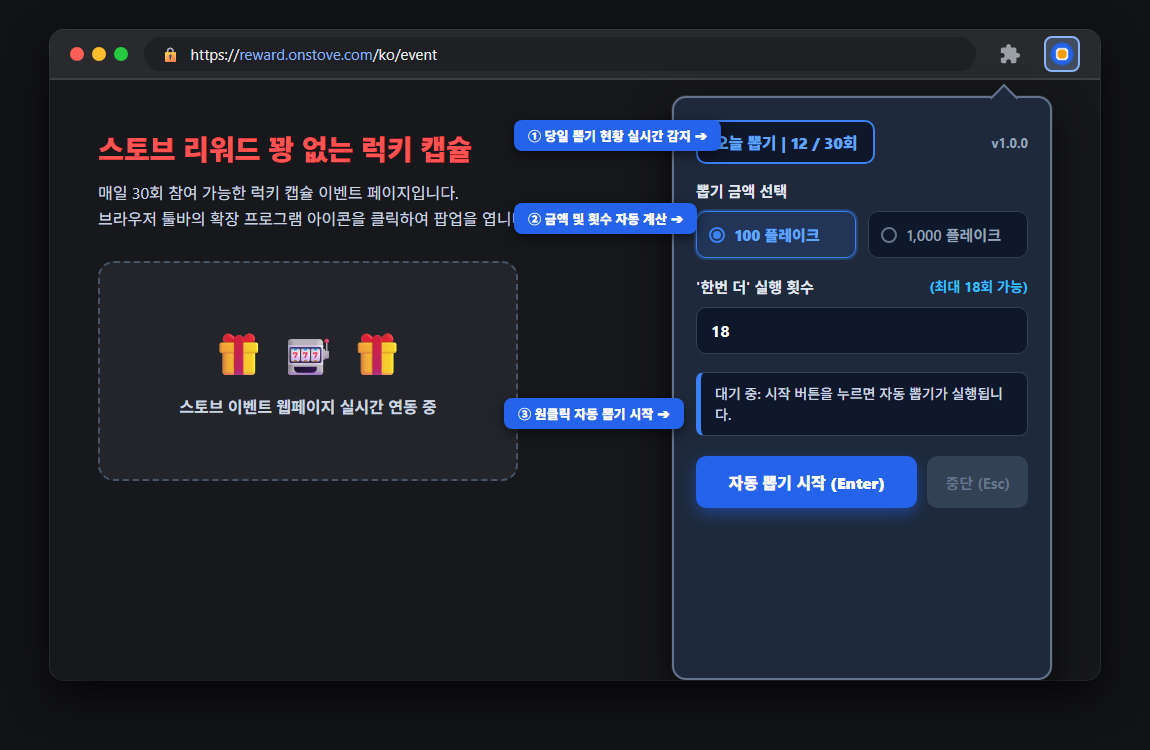 https://reward.onstove.com/ko/event
스토브 리워드 꽝 없는 럭키 캡슐
매일 30회 참여 가능한 럭키 캡슐 이벤트 페이지입니다.
브라우저 툴바의 확장 프로그램 아이콘을 클릭하여 팝업을 엽니
777
스토브 이벤트 웹페이지 실시간 연동 중
① 당일 뽑기 현황 실시간 감지 ➔
② 금액 및 횟수 자동 계산 ➔
③ 원클릭 자동 뽑기 시작 ➔
오늘 뽑기 | 12 / 30회
v1.0.0
뽑기 금액 선택
100 플레이크
1,000 플레이크
'한번 더' 실행 횟수
(최대 18회 가능)
18
대기 중: 시작 버튼을 누르면 자동 뽑기가 실행됩니
다.
자동 뽑기 시작 (Enter)
중단 (Esc)